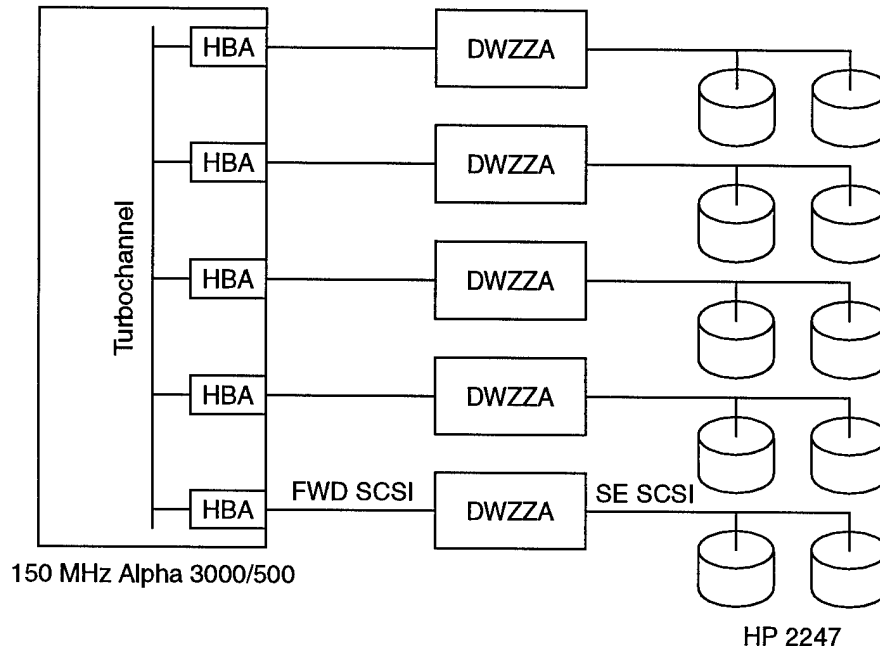 HBA
DWZZA
HBA
DWZZA
Turbochannel
HBA
DWZZA
HBA
DWZZA
HBA
FWD SCSI
DWZZA
SE SCSI
150 MHz Alpha 3000/500
HP 2247